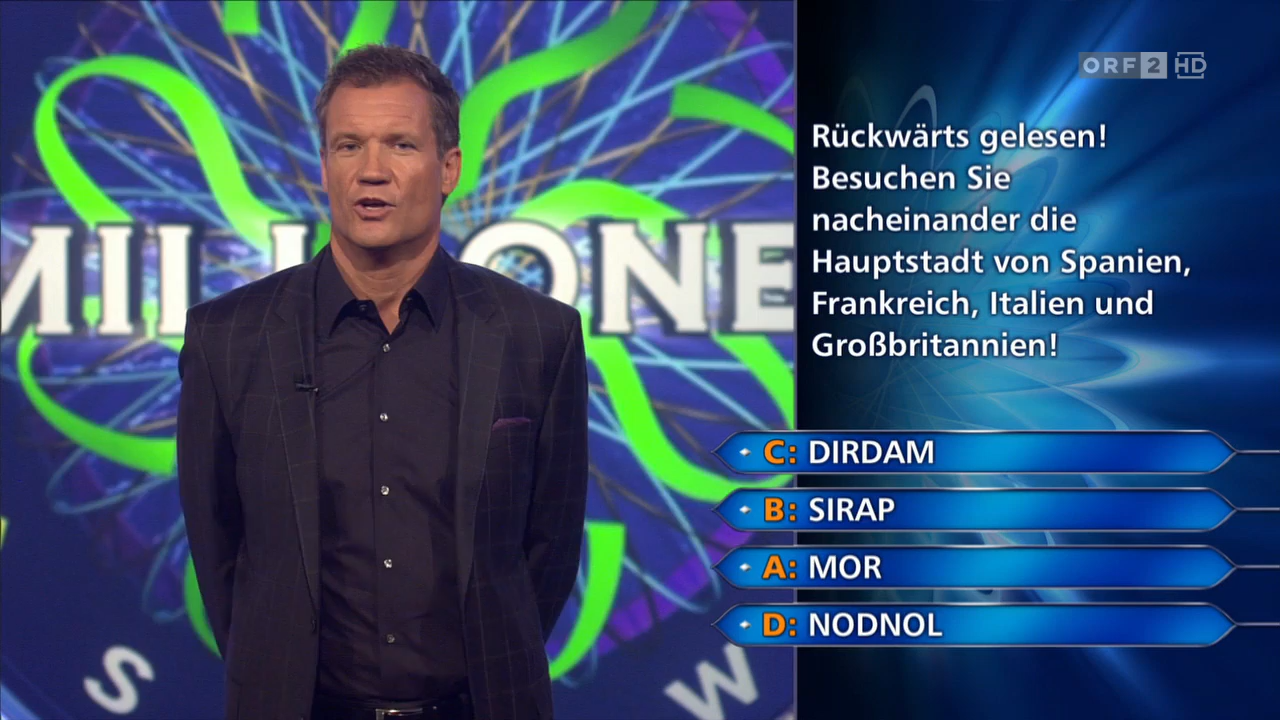 ORF 2 HD
MILLIONE
Rückwärts gelesen!
Besuchen Sie
nacheinander die
Hauptstadt von Spanien,
Frankreich, Italien und
Großbritannien!
C: DIRDAM
B: SIRAP
A: MOR
D: NODNOL
S
W